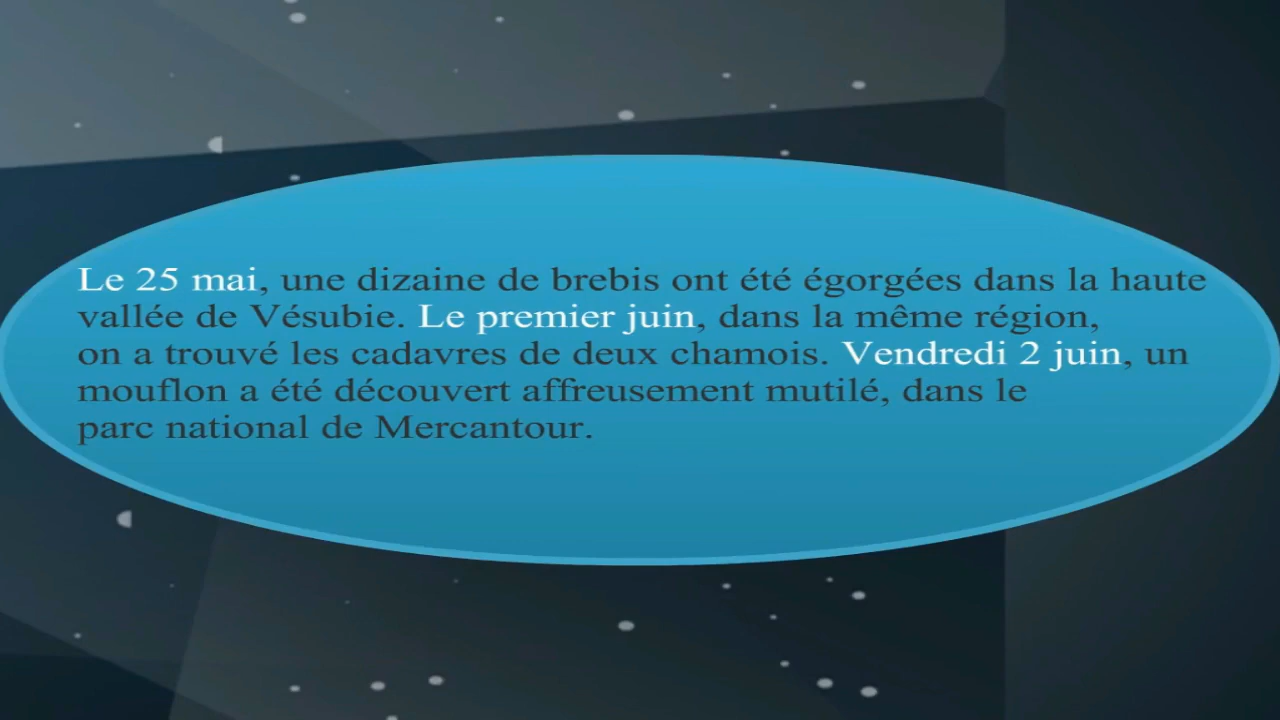 Le 25 mai, une dizaine de brebis ont été égorgées dans la haute
vallée de Vésubie. Le premier juin, dans la même région,
on a trouvé les cadavres de deux chamois. Vendredi 2 juin, un
mouflon a été découvert affreusement mutilé, dans le
parc national de Mercantour.